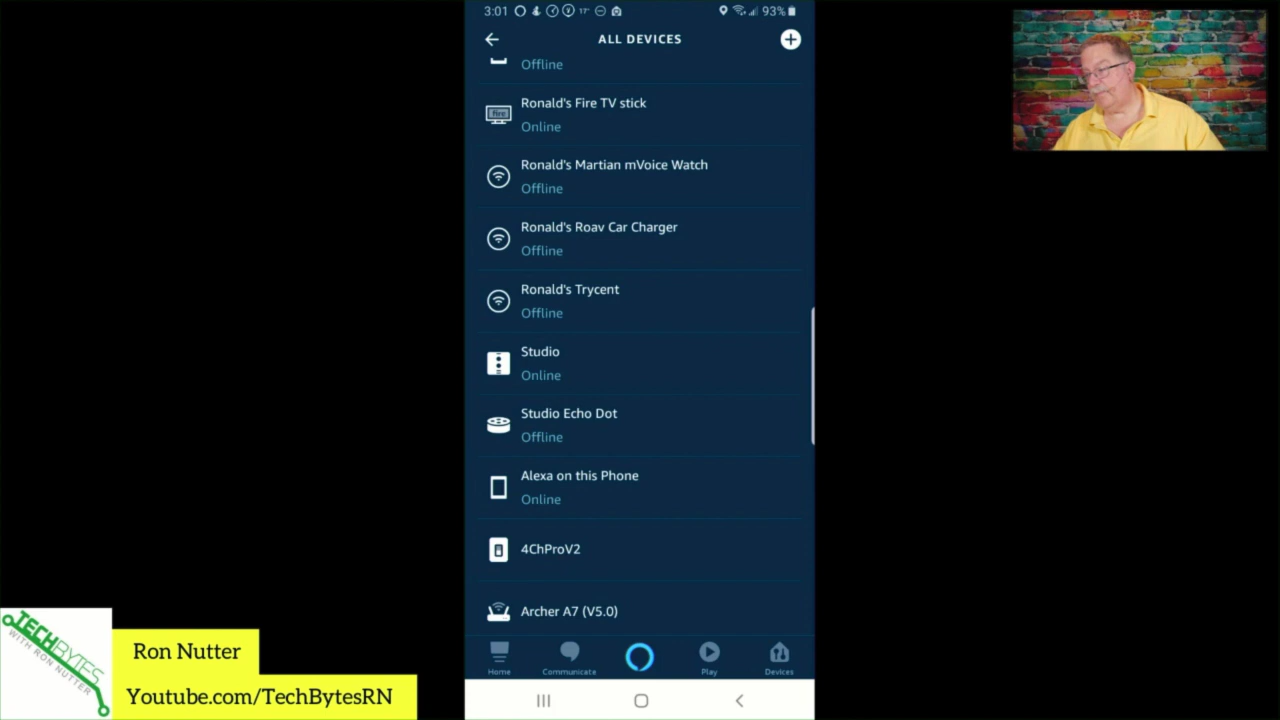 3:01
17°
93%
ALL DEVICES
Offline
Ronald's Fire TV stick
Online
Ronald's Martian mVoice Watch
Offline
Ronald's Roav Car Charger
Offline
Ronald's Trycent
Offline
Studio
Online
Studio Echo Dot
Offline
Alexa on this Phone
Online
4ChProV2
Archer A7 (V5.0)
Home
Communicate
Play
Devices
TECHBYTES
WITH RON NUTTER
Ron Nutter
Youtube.com/TechBytesRN